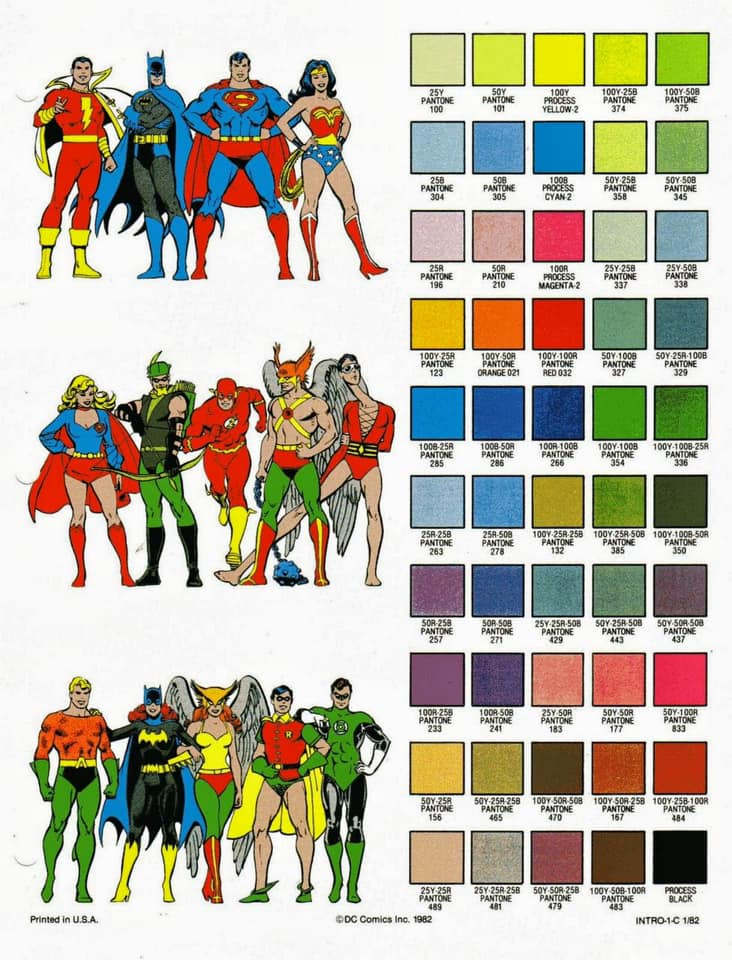 25Y
PANTONE
100
50Y
PANTONE
101
100Y
PROCESS
YELLOW-2
100Y-25B
PANTONE
374
100Y-50B
PANTONE
375
25B
PANTONE
304
50B
PANTONE
305
100B
PROCESS
CYAN-2
50Y-25B
PANTONE
358
50Y-50B
PANTONE
345
25R
PANTONE
196
50R
PANTONE
210
100R
PROCESS
MAGENTA-2
25Y-25B
PANTONE
337
25Y-50B
PANTONE
338
100Y-25R
PANTONE
123
100Y-50R
PANTONE
ORANGE 021
100Y-100R
PANTONE
RED 032
50Y-100B
PANTONE
327
50Y-25R-100B
PANTONE
329
100B-25R
PANTONE
285
100B-50R
PANTONE
286
100R-100B
PANTONE
266
100Y-100B
PANTONE
354
100Y-100B-25R
PANTONE
336
25R-25B
PANTONE
263
25R-50B
PANTONE
278
100Y-25R-25B
PANTONE
132
100Y-25R-50B
PANTONE
385
100Y-100B-50R
PANTONE
350
50R-25B
PANTONE
257
50R-50B
PANTONE
271
25Y-25R-50B
PANTONE
429
50Y-25R-50B
PANTONE
443
50Y-50R-50B
PANTONE
437
100R-25B
PANTONE
233
100R-50B
PANTONE
241
25Y-50R
PANTONE
183
50Y-50R
PANTONE
177
50Y-100R
PANTONE
833
50Y-25R
PANTONE
156
50Y-25R-25B
PANTONE
465
100Y-50R-50B
PANTONE
470
100Y-50R-25B
PANTONE
167
100Y-25B-100R
PANTONE
484
25Y-25R
PANTONE
489
25Y-25R-25B
PANTONE
481
50Y-50R-25B
PANTONE
479
100Y-50B-100R
PANTONE
483
PROCESS
BLACK
S
R
Printed in U.S.A.
©DC Comics Inc. 1982
INTRO-1-C 1/82